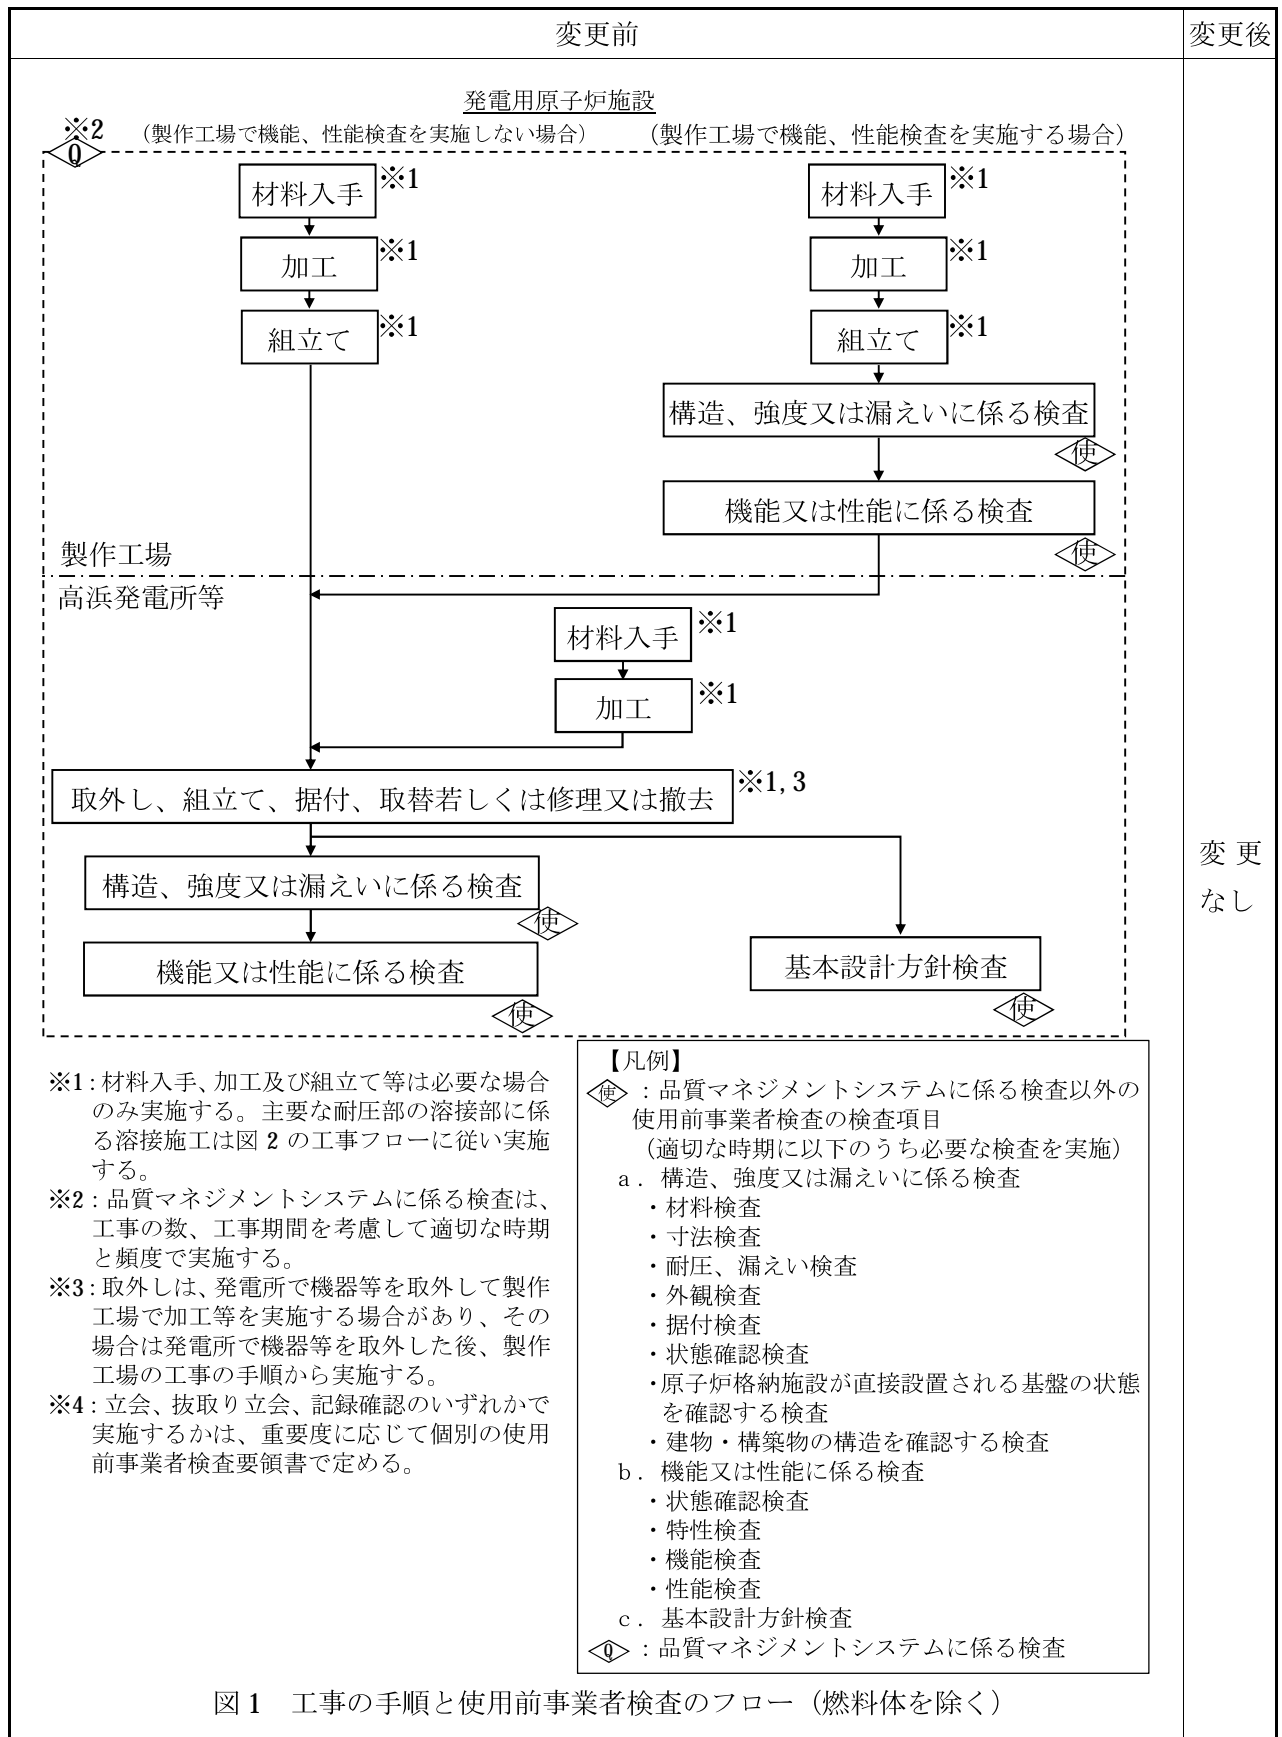 変更前
変更後
発電用原子炉施設
※2
（製作工場で機能、性能検査を実施しない場合）
（製作工場で機能、性能検査を実施する場合）
Q
材料入手
※1
材料入手
※1
加工
※1
加工
※1
組立て
※1
組立て
※1
構造、強度又は漏えいに係る検査
使
機能又は性能に係る検査
使
製作工場
高浜発電所等
材料入手
※1
加工
※1
取外し、組立て、据付、取替若しくは修理又は撤去
※1,3
構造、強度又は漏えいに係る検査
使
機能又は性能に係る検査
使
基本設計方針検査
使
変更
なし
※1：材料入手、加工及び組立て等は必要な場合
のみ実施する。主要な耐圧部の溶接部に係
る溶接施工は図 2 の工事フローに従い実施
する。
※2：品質マネジメントシステムに係る検査は、
工事の数、工事期間を考慮して適切な時期
と頻度で実施する。
※3：取外しは、発電所で機器等を取外して製作
工場で加工等を実施する場合があり、その
場合は発電所で機器等を取外した後、製作
工場の工事の手順から実施する。
※4：立会、抜取り立会、記録確認のいずれかで
実施するかは、重要度に応じて個別の使用
前事業者検査要領書で定める。
【凡例】
使：品質マネジメントシステムに係る検査以外の
使用前事業者検査の検査項目
（適切な時期に以下のうち必要な検査を実施）
a．構造、強度又は漏えいに係る検査
・材料検査
・寸法検査
・耐圧、漏えい検査
・外観検査
・据付検査
・状態確認検査
・原子炉格納施設が直接設置される基盤の状態
を確認する検査
・建物・構築物の構造を確認する検査
b．機能又は性能に係る検査
・状態確認検査
・特性検査
・機能検査
・性能検査
c．基本設計方針検査
Q：品質マネジメントシステムに係る検査
図 1　工事の手順と使用前事業者検査のフロー（燃料体を除く）